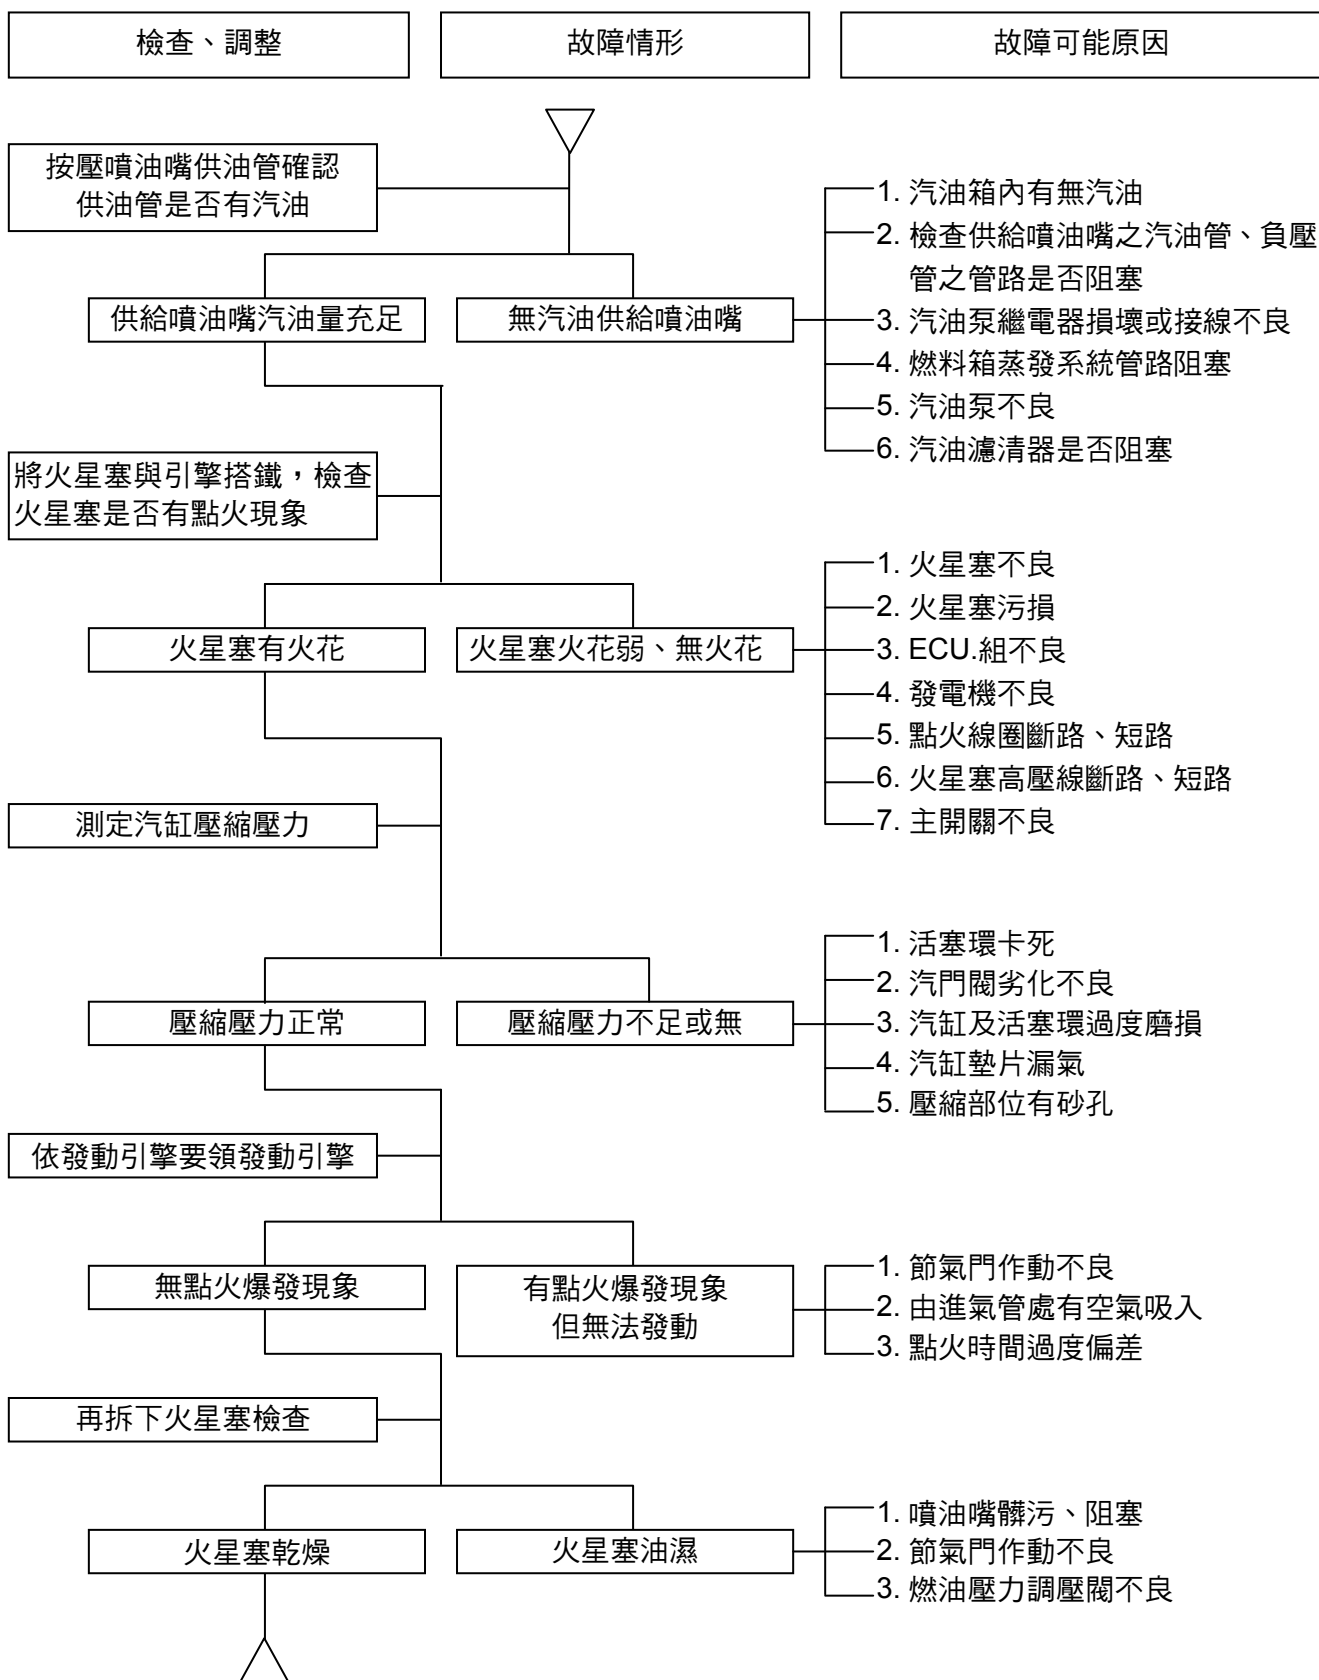 檢查、調整
故障情形
故障可能原因
按壓噴油嘴供油管確認
供油管是否有汽油
1. 汽油箱內有無汽油
2. 檢查供給噴油嘴之汽油管、負壓
管之管路是否阻塞
供給噴油嘴汽油量充足
無汽油供給噴油嘴
3. 汽油泵繼電器損壞或接線不良
4. 燃料箱蒸發系統管路阻塞
5. 汽油泵不良
6. 汽油濾清器是否阻塞
將火星塞與引擎搭鐵，檢查
火星塞是否有點火現象
1. 火星塞不良
2. 火星塞污損
火星塞有火花
火星塞火花弱、無火花
3. ECU.組不良
4. 發電機不良
5. 點火線圈斷路、短路
6. 火星塞高壓線斷路、短路
7. 主開關不良
測定汽缸壓縮壓力
1. 活塞環卡死
2. 汽門閥劣化不良
壓縮壓力正常
壓縮壓力不足或無
3. 汽缸及活塞環過度磨損
4. 汽缸墊片漏氣
5. 壓縮部位有砂孔
依發動引擎要領發動引擎
無點火爆發現象
有點火爆發現象
但無法發動
1. 節氣門作動不良
2. 由進氣管處有空氣吸入
3. 點火時間過度偏差
再拆下火星塞檢查
火星塞乾燥
火星塞油濕
1. 噴油嘴髒污、阻塞
2. 節氣門作動不良
3. 燃油壓力調壓閥不良